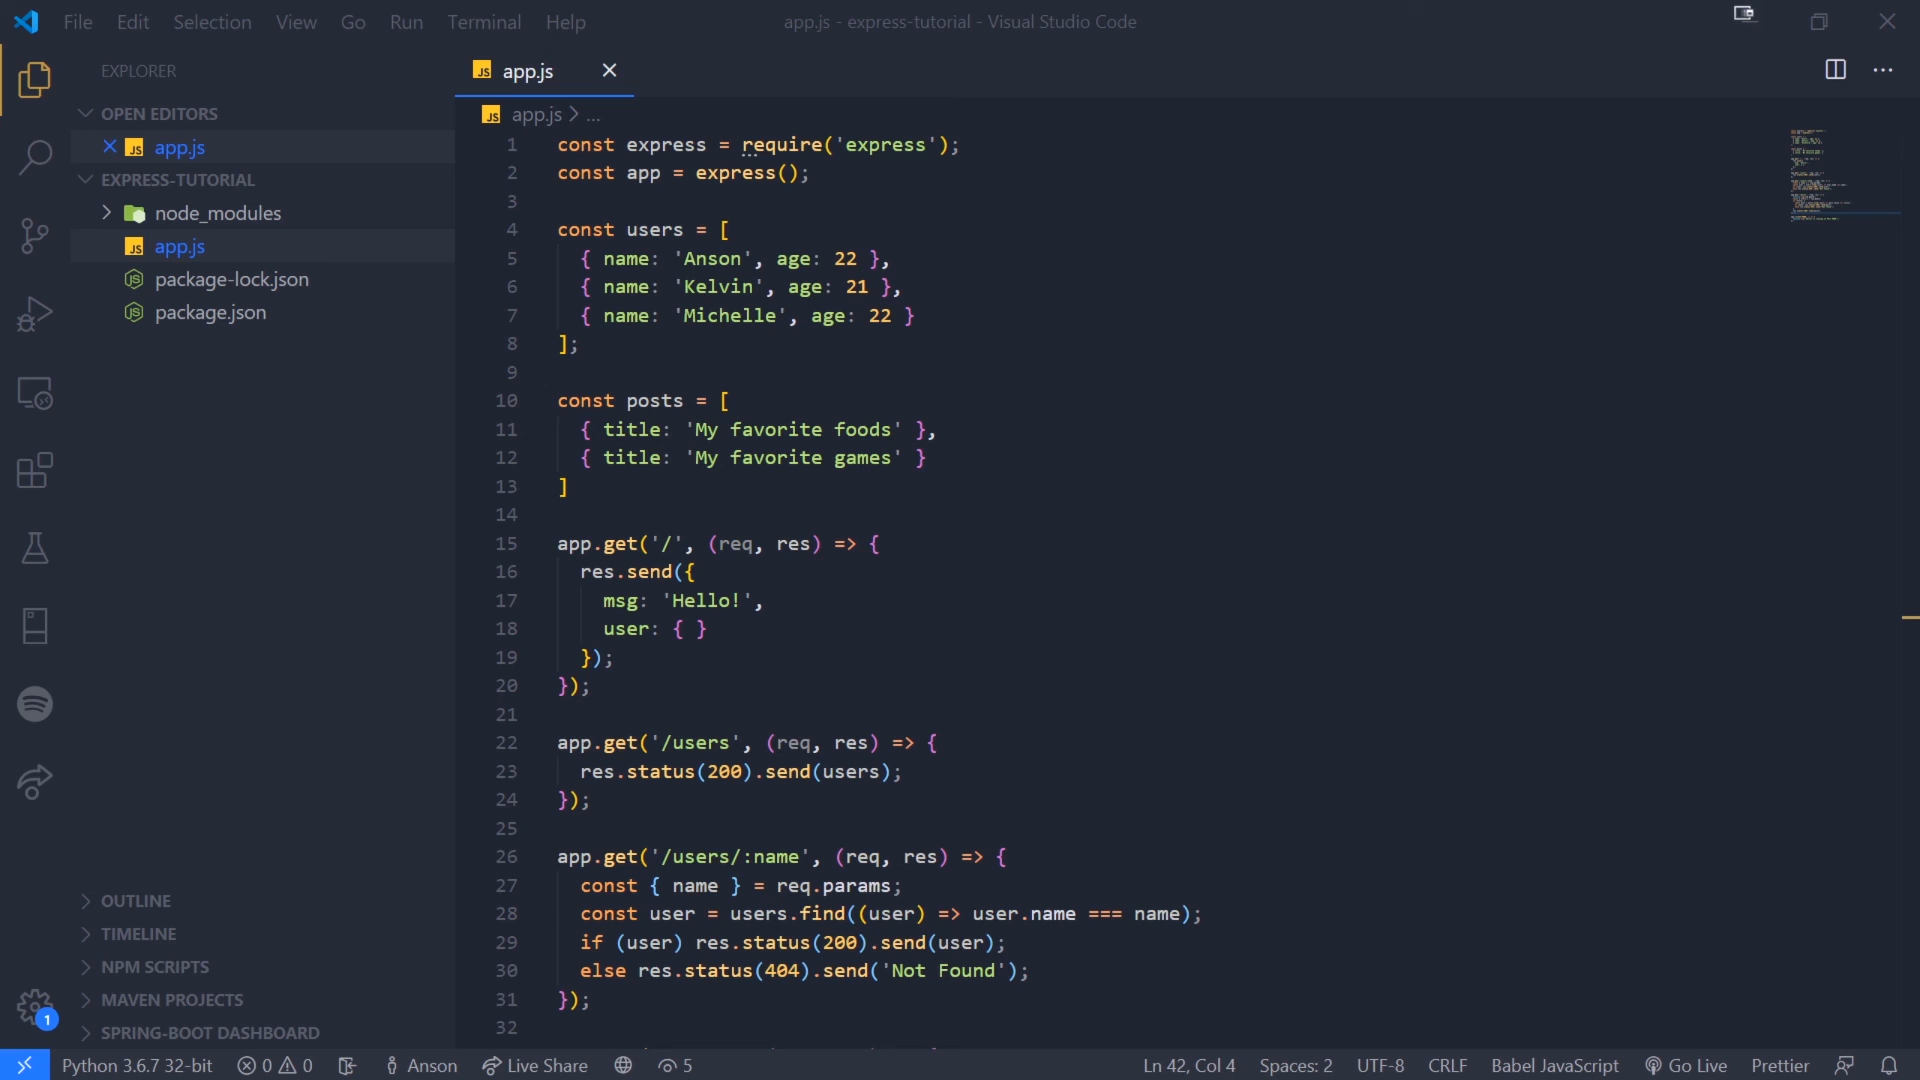 File Edit Selection View Go Run Terminal Help
app.js - express-tutorial - Visual Studio Code
EXPLORER
OPEN EDITORS
JS app.js
EXPRESS-TUTORIAL
node_modules
JS app.js
package-lock.json
package.json
OUTLINE
TIMELINE
NPM SCRIPTS
MAVEN PROJECTS
SPRING-BOOT DASHBOARD
1
JS app.js
JS app.js > ...
1 const express = require('express');
2 const app = express();
3
4 const users = [
5 { name: 'Anson', age: 22 },
6 { name: 'Kelvin', age: 21 },
7 { name: 'Michelle', age: 22 }
8 ];
9
10 const posts = [
11 { title: 'My favorite foods' },
12 { title: 'My favorite games' }
13 ]
14
15 app.get('/', (req, res) => {
16 res.send({
17 msg: 'Hello!',
18 user: { }
19 });
20 });
21
22 app.get('/users', (req, res) => {
23 res.status(200).send(users);
24 });
25
26 app.get('/users/:name', (req, res) => {
27 const { name } = req.params;
28 const user = users.find((user) => user.name === name);
29 if (user) res.status(200).send(user);
30 else res.status(404).send('Not Found');
31 });
32
Python 3.6.7 32-bit 0 0 Anson Live Share 5 Ln 42, Col 4 Spaces: 2 UTF-8 CRLF Babel JavaScript Go Live Prettier